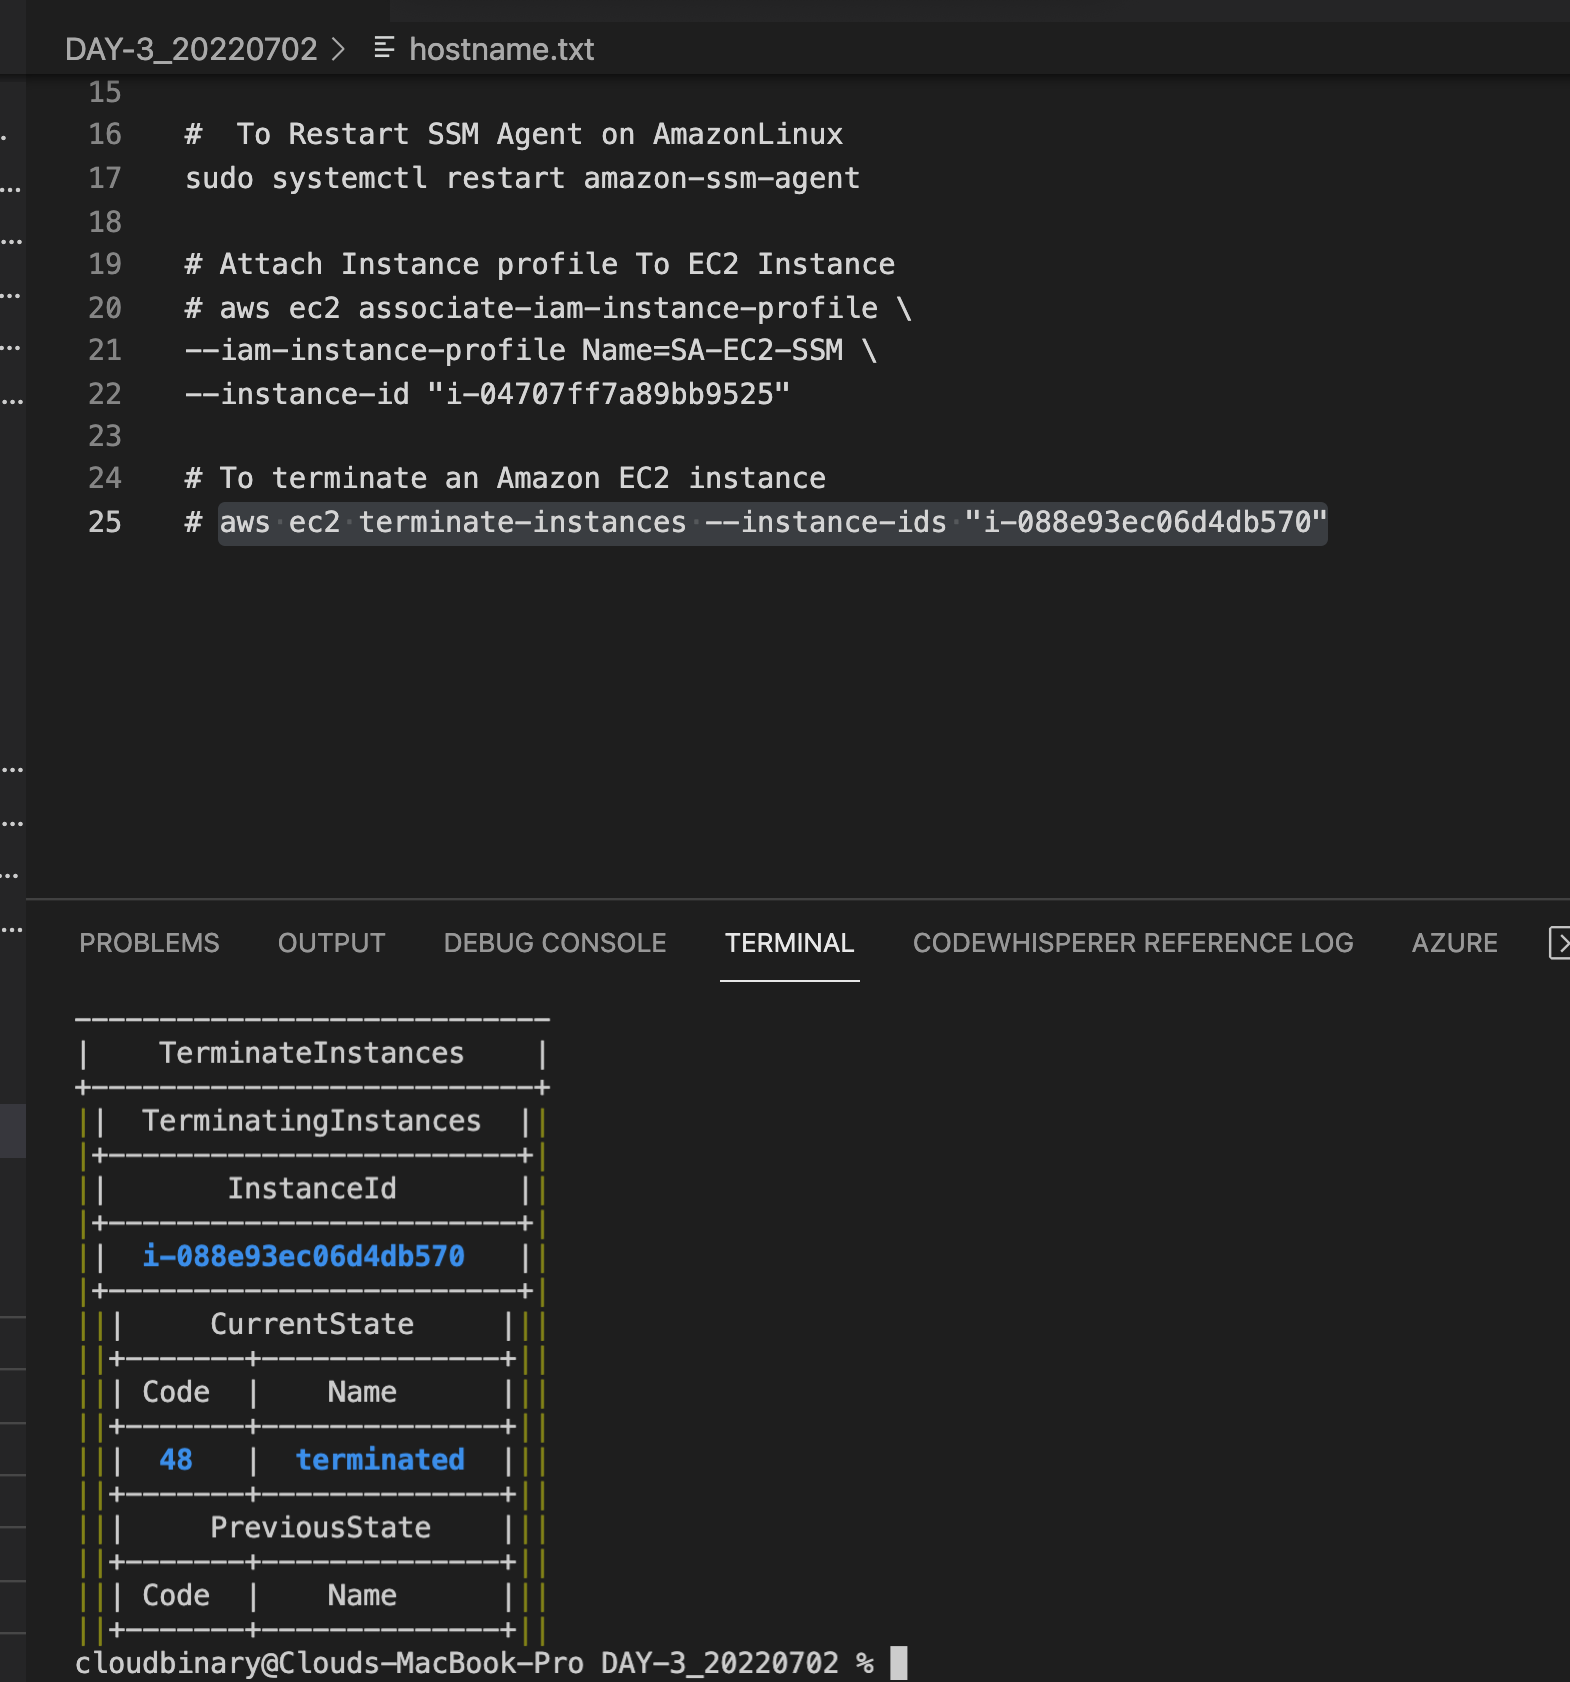 DAY-3_20220702 > hostname.txt
15
16 #  To Restart SSM Agent on AmazonLinux
17 sudo systemctl restart amazon-ssm-agent
18
19 # Attach Instance profile To EC2 Instance
20 # aws ec2 associate-iam-instance-profile \
21 --iam-instance-profile Name=SA-EC2-SSM \
22 --instance-id "i-04707ff7a89bb9525"
23
24 # To terminate an Amazon EC2 instance
25 # aws ec2 terminate-instances --instance-ids "i-088e93ec06d4db570"
PROBLEMS OUTPUT DEBUG CONSOLE TERMINAL CODEWHISPERER REFERENCE LOG AZURE
---------------------------
|    TerminateInstances    |
+--------------------------+
||  TerminatingInstances  ||
|+------------------------+|
||       InstanceId       ||
|+------------------------+|
||  i-088e93ec06d4db570   ||
|+------------------------+|
|||     CurrentState     |||
||+-------+--------------+||
||| Code  |    Name      |||
||+-------+--------------+||
|||  48   |  terminated  |||
||+-------+--------------+||
|||     PreviousState    |||
||+-------+--------------+||
||| Code  |    Name      |||
||+-------+--------------+||
cloudbinary@Clouds-MacBook-Pro DAY-3_20220702 %